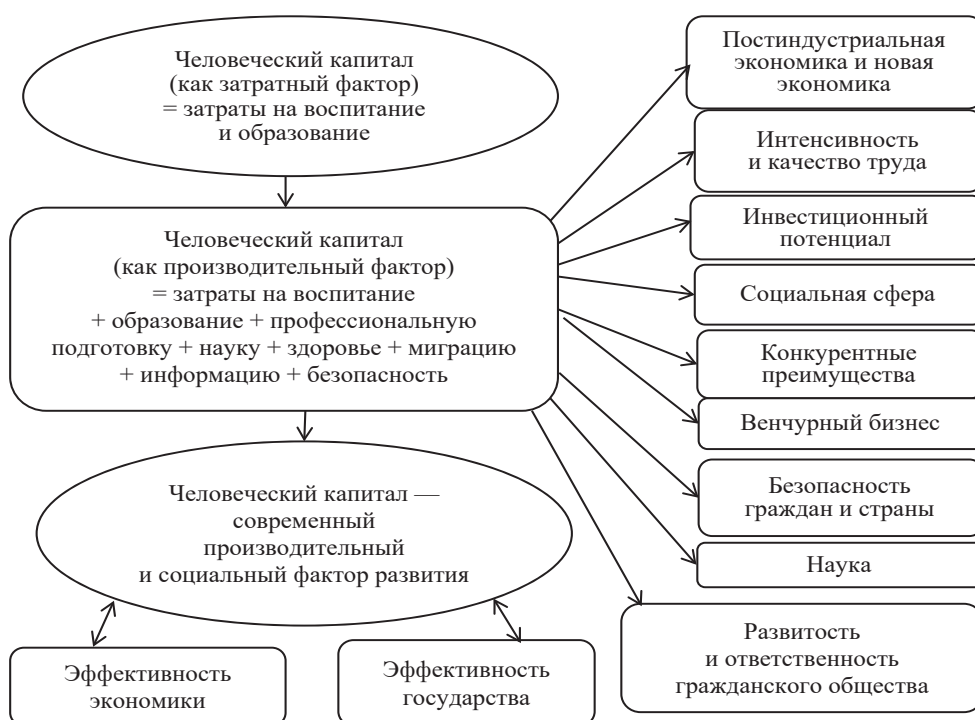 Человеческий капитал
(как затратный фактор)
= затраты на воспитание
и образование
Человеческий капитал
(как производительный фактор)
= затраты на воспитание
+ образование + профессиональную
подготовку + науку + здоровье + миграцию
+ информацию + безопасность
Человеческий капитал —
современный
производительный
и социальный фактор развития
Эффективность
экономики
Эффективность
государства
Постиндустриальная
экономика и новая
экономика
Интенсивность
и качество труда
Инвестиционный
потенциал
Социальная сфера
Конкурентные
преимущества
Венчурный бизнес
Безопасность
граждан и страны
Наука
Развитость
и ответственность
гражданского общества